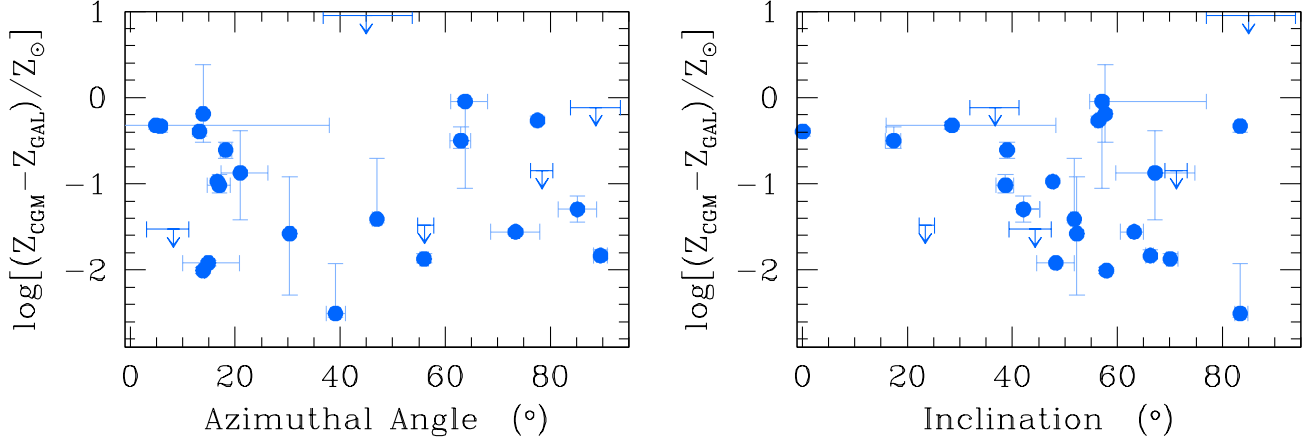 log[(Z_CGM−Z_GAL)/Z_⊙]
1
0
−1
−2
0 20 40 60 80
Azimuthal Angle (°)
log[(Z_CGM−Z_GAL)/Z_⊙]
1
0
−1
−2
0 20 40 60 80
Inclination (°)